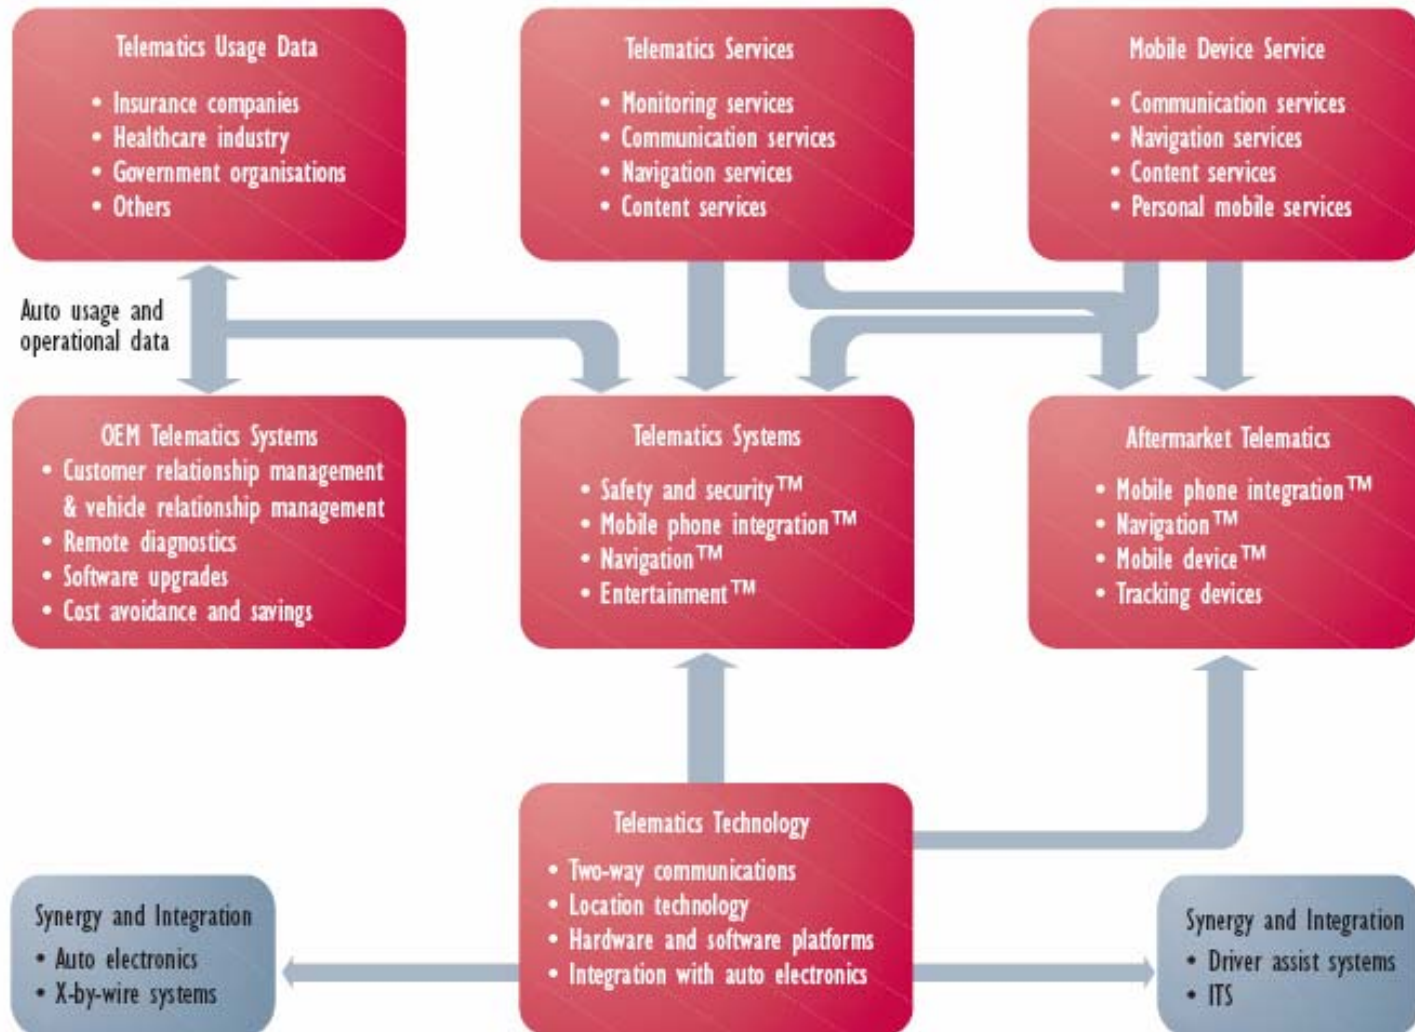 Telematics Usage Data
• Insurance companies
• Healthcare industry
• Government organisations
• Others
Telematics Services
• Monitoring services
• Communication services
• Navigation services
• Content services
Mobile Device Service
• Communication services
• Navigation services
• Content services
• Personal mobile services
Auto usage and
operational data
OEM Telematics Systems
• Customer relationship management
& vehicle relationship management
• Remote diagnostics
• Software upgrades
• Cost avoidance and savings
Telematics Systems
• Safety and security™
• Mobile phone integration™
• Navigation™
• Entertainment™
Aftermarket Telematics
• Mobile phone integration™
• Navigation™
• Mobile device™
• Tracking devices
Telematics Technology
• Two-way communications
• Location technology
• Hardware and software platforms
• Integration with auto electronics
Synergy and Integration
• Auto electronics
• X-by-wire systems
Synergy and Integration
• Driver assist systems
• ITS